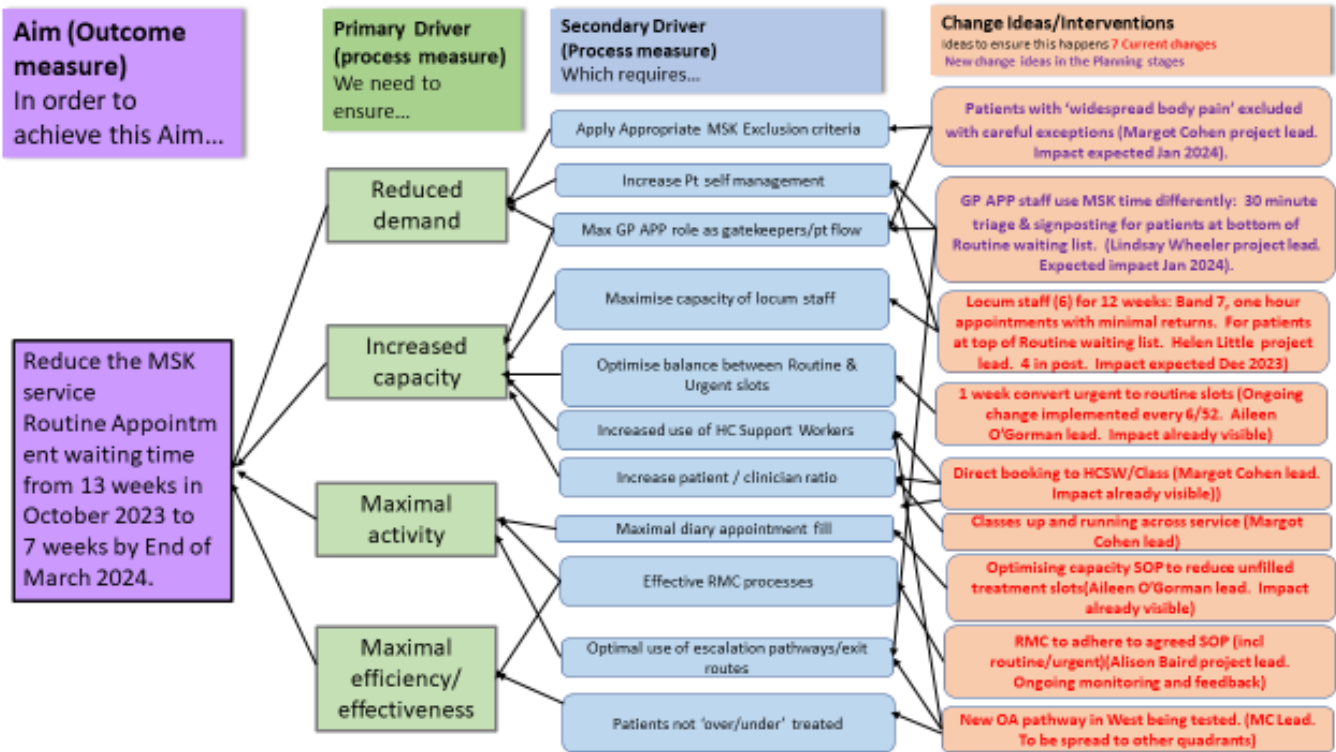 Aim (Outcome
measure)
In order to
achieve this Aim...
Primary Driver
(process measure)
We need to
ensure...
Secondary Driver
(Process measure)
Which requires...
Change Ideas/Interventions
Ideas to ensure this happens 7 Current changes
New change ideas in the Planning stages
Reduce the MSK
service
Routine Appointm
ent waiting time
from 13 weeks in
October 2023 to
7 weeks by End of
March 2024.
Reduced
demand
Increased
capacity
Maximal
activity
Maximal
efficiency/
effectiveness
Apply Appropriate MSK Exclusion criteria
Increase Pt self management
Max GP APP role as gatekeepers/pt flow
Maximise capacity of locum staff
Optimise balance between Routine &
Urgent slots
Increased use of HC Support Workers
Increase patient / clinician ratio
Maximal diary appointment fill
Effective RMC processes
Optimal use of escalation pathways/exit
routes
Patients not 'over/under' treated
Patients with 'widespread body pain' excluded
with careful exceptions (Margot Cohen project lead.
Impact expected Jan 2024).
GP APP staff use MSK time differently: 30 minute
triage & signposting for patients at bottom of
Routine waiting list. (Lindsay Wheeler project lead.
Expected impact Jan 2024).
Locum staff (6) for 12 weeks: Band 7, one hour
appointments with minimal returns. For patients
at top of Routine waiting list. Helen Little project
lead. 4 in post. Impact expected Dec 2023)
1 week convert urgent to routine slots (Ongoing
change implemented every 6/52. Aileen
O'Gorman lead. Impact already visible)
Direct booking to HCSW/Class (Margot Cohen lead.
Impact already visible))
Classes up and running across service (Margot
Cohen lead)
Optimising capacity SOP to reduce unfilled
treatment slots(Aileen O'Gorman lead. Impact
already visible)
RMC to adhere to agreed SOP (incl
routine/urgent)(Alison Baird project lead.
Ongoing monitoring and feedback)
New OA pathway in West being tested. (MC Lead.
To be spread to other quadrants)